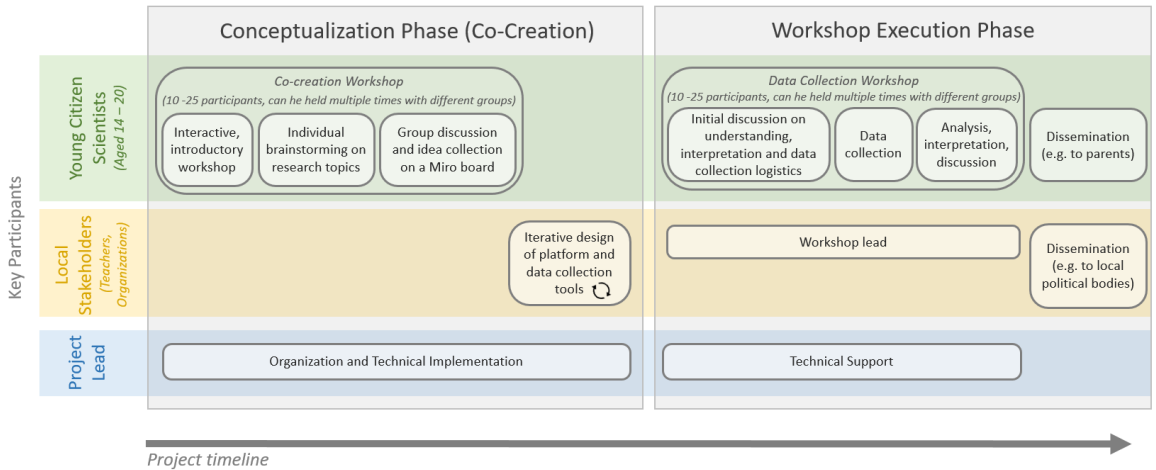 Conceptualization Phase (Co-Creation)
Workshop Execution Phase
Key Participants
Young Citizen
Scientists
(Aged 14 – 20)
Co-creation Workshop
(10 -25 participants, can he held multiple times with different groups)
Interactive,
introductory
workshop
Individual
brainstorming on
research topics
Group discussion
and idea collection
on a Miro board
Data Collection Workshop
(10 -25 participants, can he held multiple times with different groups)
Initial discussion on
understanding,
interpretation and data
collection logistics
Data
collection
Analysis,
interpretation,
discussion
Dissemination
(e.g. to parents)
Local
Stakeholders
(Teachers,
Organizations)
Iterative design
of platform and
data collection
tools
Workshop lead
Dissemination
(e.g. to local
political bodies)
Project
Lead
Organization and Technical Implementation
Technical Support
Project timeline